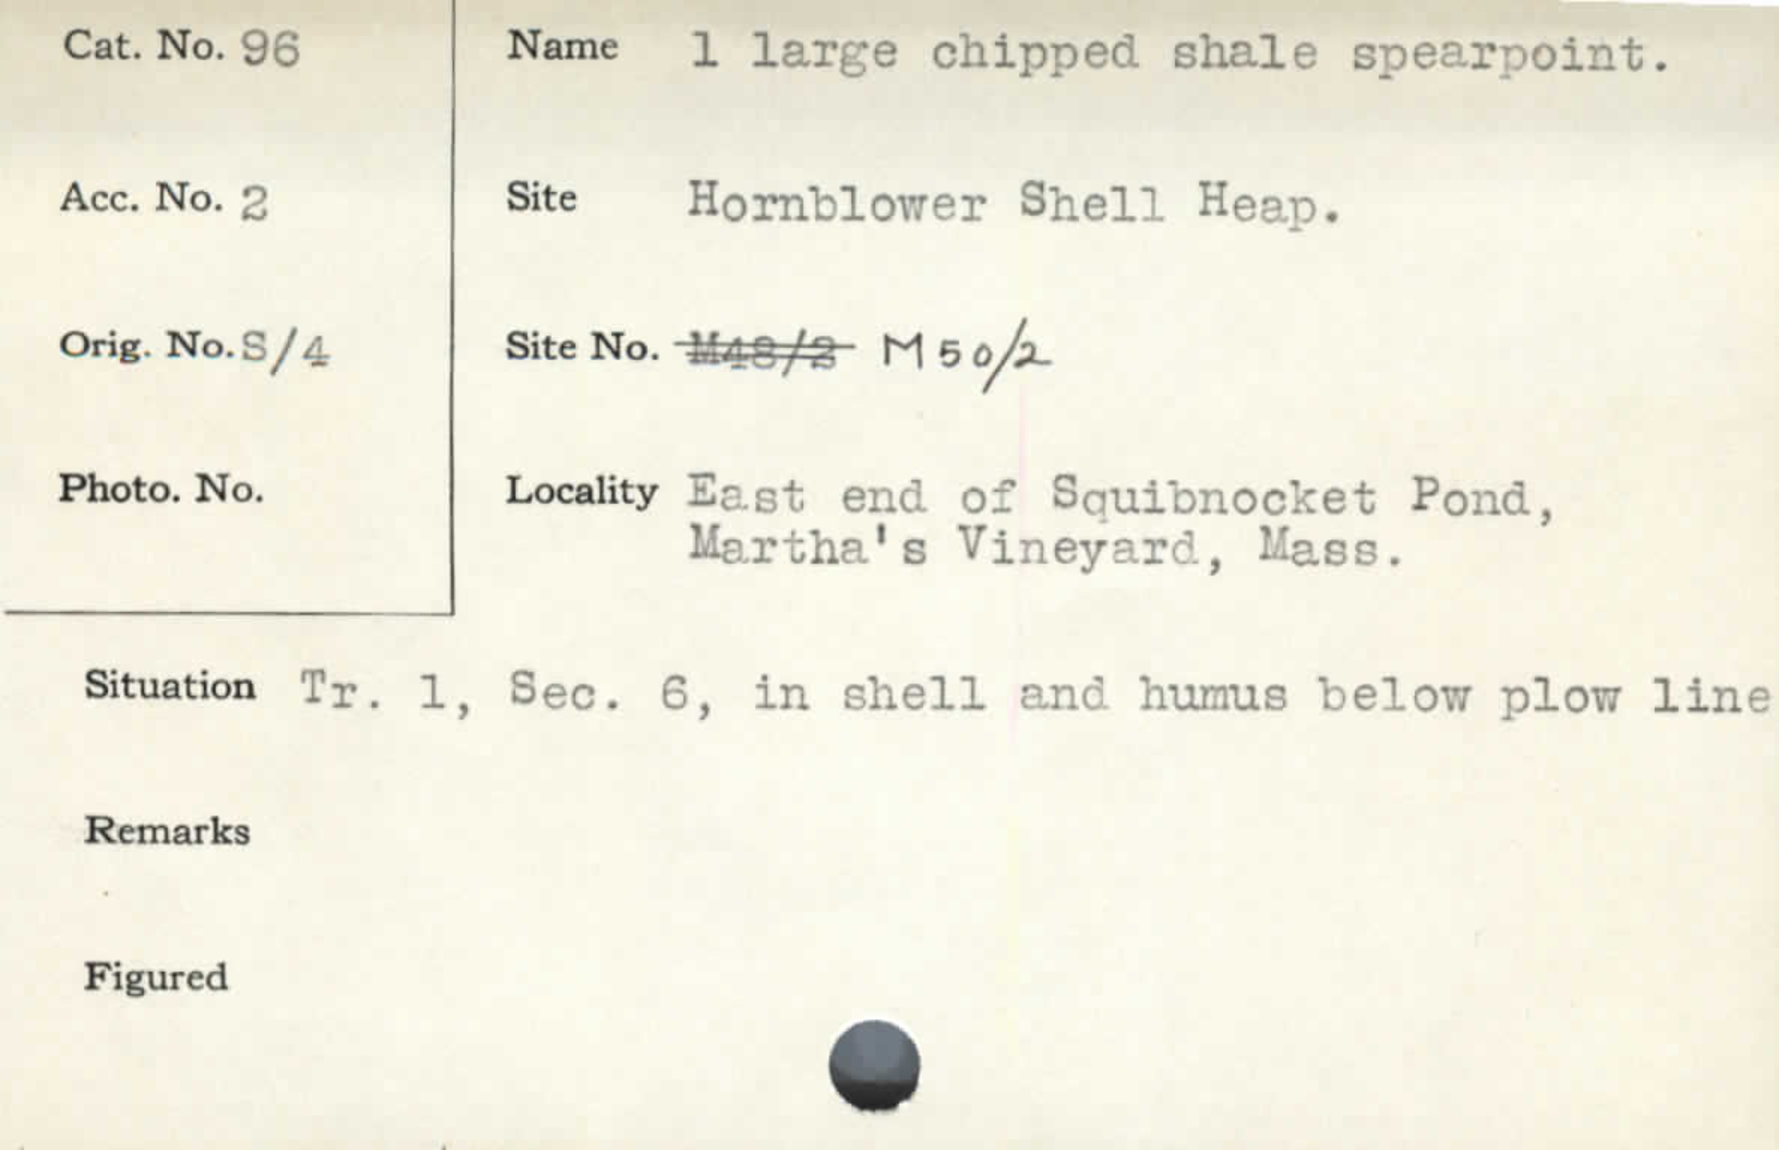 Cat. No. 96
Name 1 large chipped shale spearpoint.
Acc. No. 2
Site Hornblower Shell Heap.
Orig. No. S/4
Site No. M48/2 M50/2
Photo. No.
Locality East end of Squibnocket Pond,
Martha's Vineyard, Mass.
Situation Tr. 1, Sec. 6, in shell and humus below plow line
Remarks
Figured